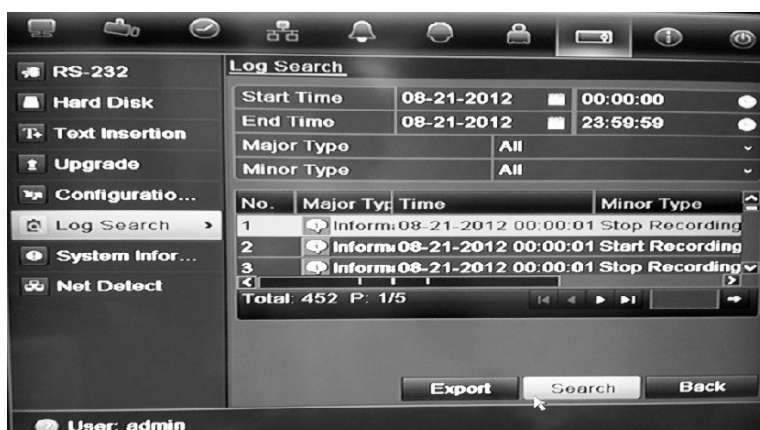 Log Search
RS-232
Hard Disk
Text Insertion
Upgrade
Configuratio...
Log Search >
System Infor...
Net Detect
Start Time 08-21-2012 00:00:00
End Time 08-21-2012 23:59:59
Major Type All
Minor Type All
No. Major Typ Time Minor Type
1 Inform 08-21-2012 00:00:01 Stop Recording
2 Inform 08-21-2012 00:00:01 Start Recording
3 Inform 08-21-2012 00:00:01 Stop Recording
Total: 452 P: 1/5
Export Search Back
User: admin